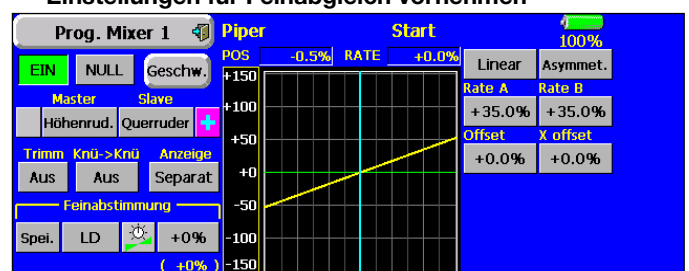 Einstellungen für Feinabgleich vornehmen
Prog. Mixer 1 Piper Start 100%
POS -0.5% RATE +0.0%
EIN NULL Geschw.
Linear Asymmet.
Master Slave
Rate A Rate B
Höhenrud. Querruder +
+35.0% +35.0%
Offset X offset
+0.0% +0.0%
Trimm Knü->Knü Anzeige
Aus Aus Separat
Feinabstimmung
Spei. LD +0%
( +0% )
+150
+100
+50
+0
-50
-100
-150